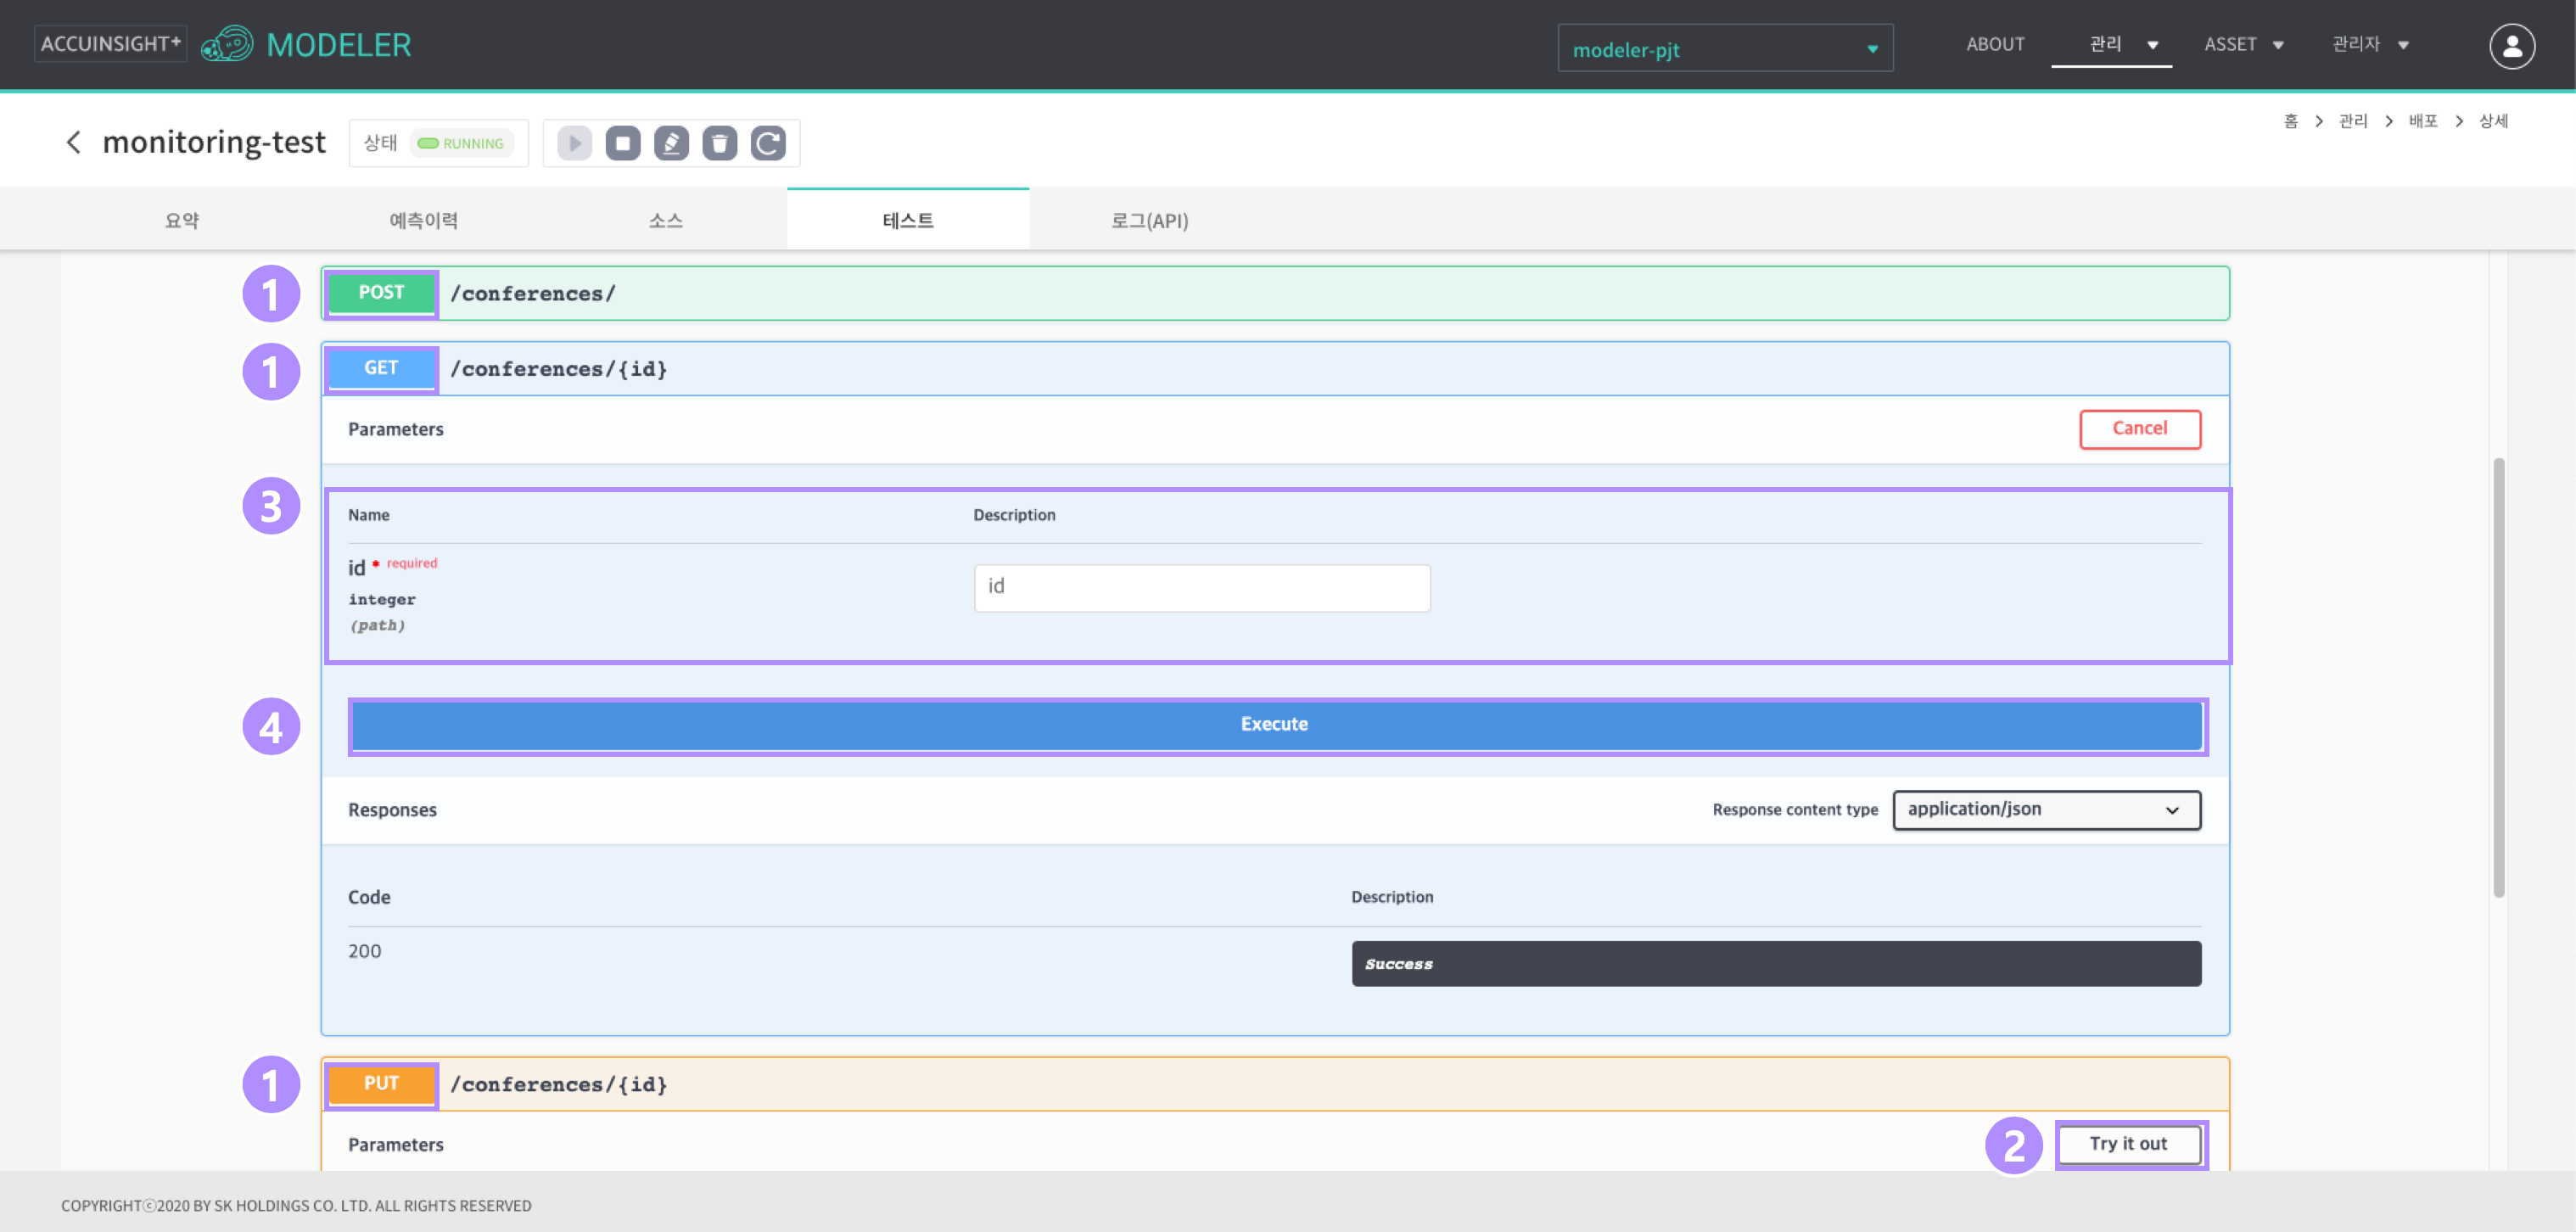 ACCUINSIGHT+ MODELER
modeler-pjt
ABOUT 관리 ASSET 관리자
홈 > 관리 > 배포 > 상세
monitoring-test 상태 RUNNING
요약 예측이력 소스 테스트 로그(API)
1 POST /conferences/
1 GET /conferences/{id}
Parameters Cancel
3
Name Description
id * required id
integer
(path)
4 Execute
Responses Response content type application/json
Code Description
200 Success
1 PUT /conferences/{id}
Parameters 2 Try it out
COPYRIGHTⓒ2020 BY SK HOLDINGS CO. LTD. ALL RIGHTS RESERVED